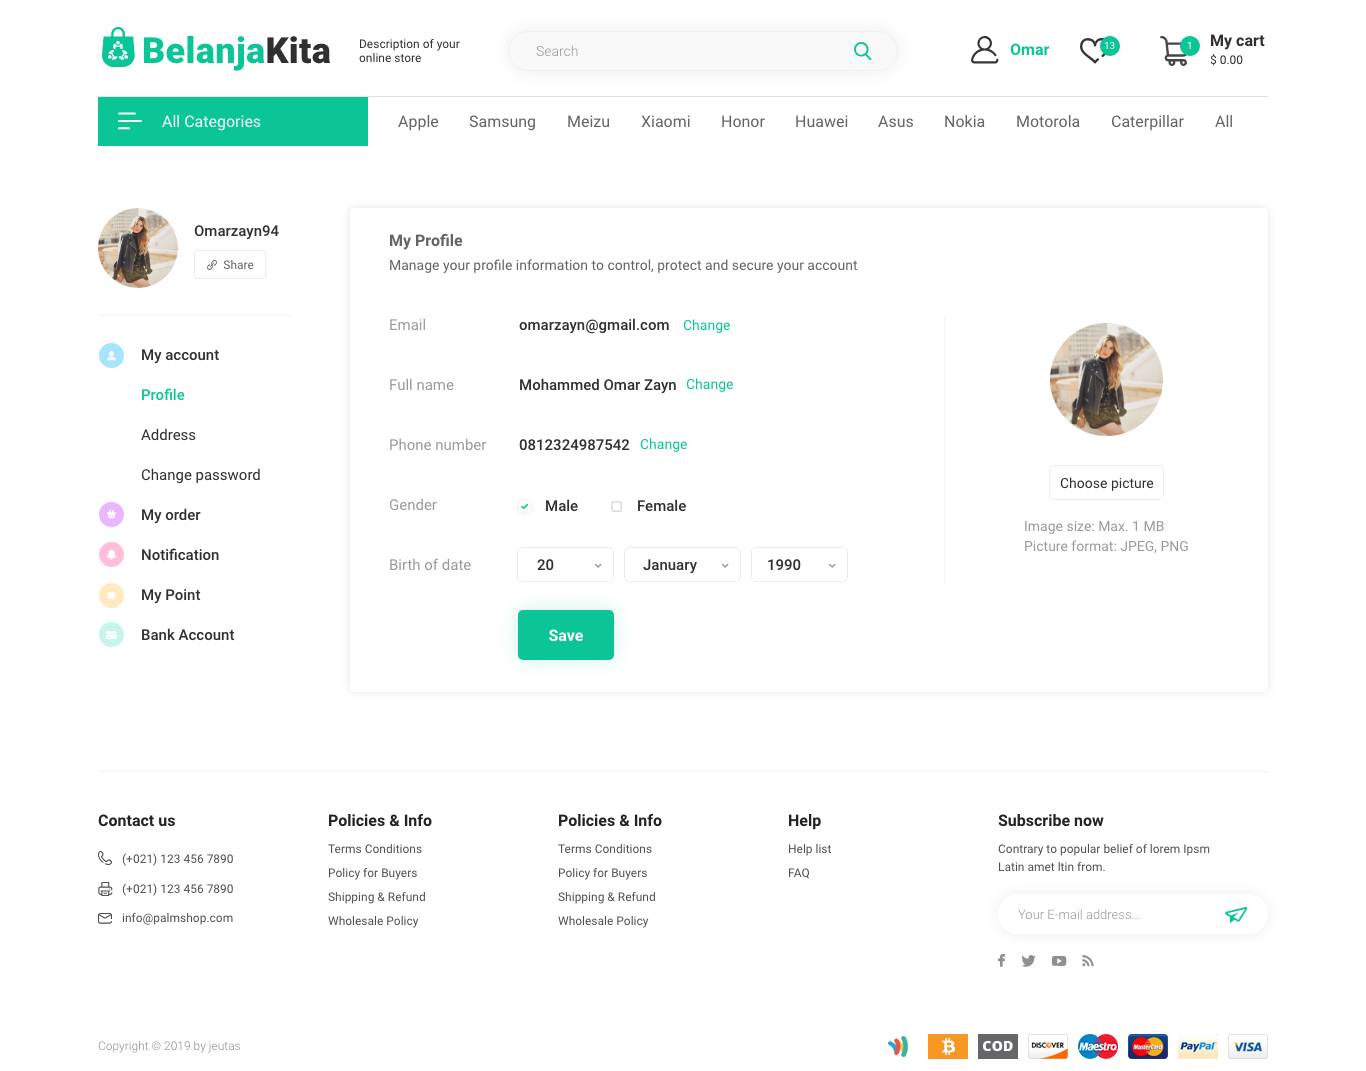 BelanjaKita
Description of your
online store
Search
Omar
13
1
My cart
$ 0.00
All Categories
Apple
Samsung
Meizu
Xiaomi
Honor
Huawei
Asus
Nokia
Motorola
Caterpillar
All
Omarzayn94
Share
My account
Profile
Address
Change password
My order
Notification
My Point
Bank Account
My Profile
Manage your profile information to control, protect and secure your account
Email
omarzayn@gmail.com
Change
Full name
Mohammed Omar Zayn
Change
Phone number
0812324987542
Change
Gender
Male
Female
Birth of date
20
January
1990
Save
Choose picture
Image size: Max. 1 MB
Picture format: JPEG, PNG
Contact us
(+021) 123 456 7890
(+021) 123 456 7890
info@palmshop.com
Policies & Info
Terms Conditions
Policy for Buyers
Shipping & Refund
Wholesale Policy
Policies & Info
Terms Conditions
Policy for Buyers
Shipping & Refund
Wholesale Policy
Help
Help list
FAQ
Subscribe now
Contrary to popular belief of lorem Ipsm
Latin amet ltin from.
Your E-mail address...
Copyright © 2019 by jeutas
COD
DISCOVER
Maestro
MasterCard
PayPal
VISA